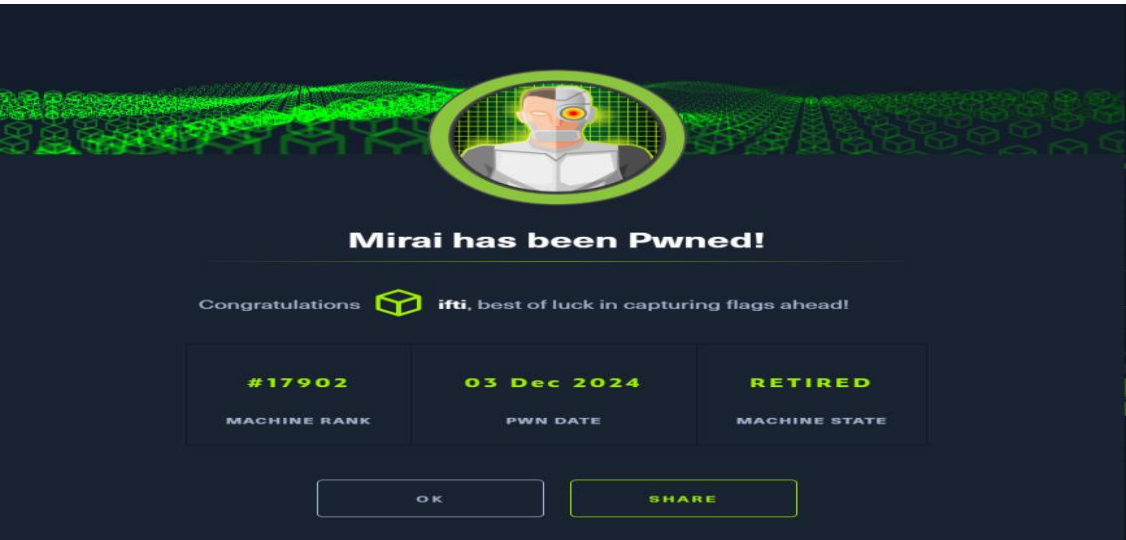 Mirai has been Pwned!
Congratulations ifti, best of luck in capturing flags ahead!
#17902 03 Dec 2024 RETIRED
MACHINE RANK PWN DATE MACHINE STATE
OK SHARE